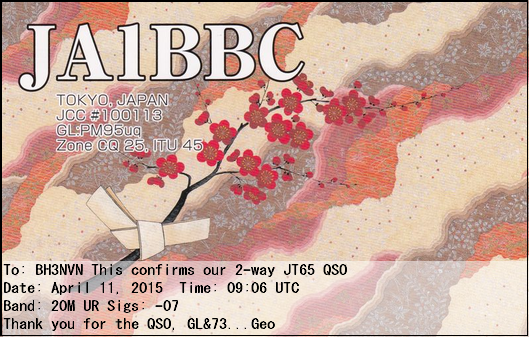 JA1BBC
TOKYO, JAPAN
JCC #100113
GL:PM95uq
Zone CQ 25, ITU 45
To: BH3NVN This confirms our 2-way JT65 QSO
Date: April 11, 2015 Time: 09:06 UTC
Band: 20M UR Sigs: -07
Thank you for the QSO, GL&73...Geo